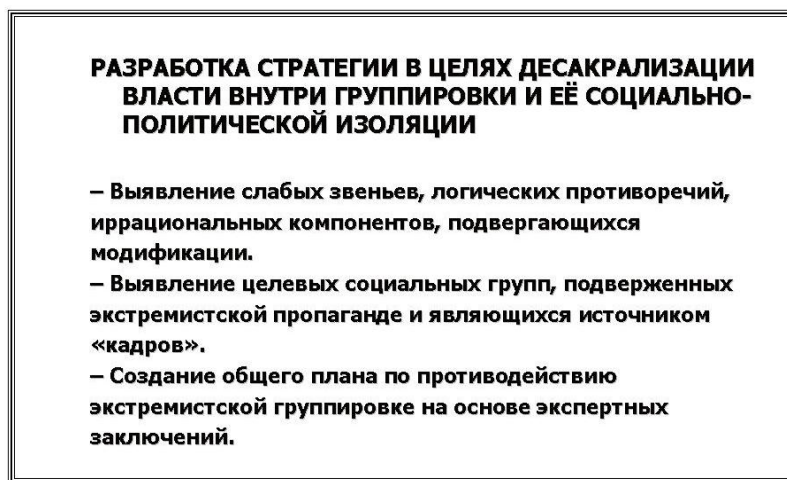 РАЗРАБОТКА СТРАТЕГИИ В ЦЕЛЯХ ДЕСАКРАЛИЗАЦИИ
ВЛАСТИ ВНУТРИ ГРУППИРОВКИ И ЕЁ СОЦИАЛЬНО-
ПОЛИТИЧЕСКОЙ ИЗОЛЯЦИИ
– Выявление слабых звеньев, логических противоречий,
иррациональных компонентов, подвергающихся
модификации.
– Выявление целевых социальных групп, подверженных
экстремистской пропаганде и являющихся источником
«кадров».
– Создание общего плана по противодействию
экстремистской группировке на основе экспертных
заключений.